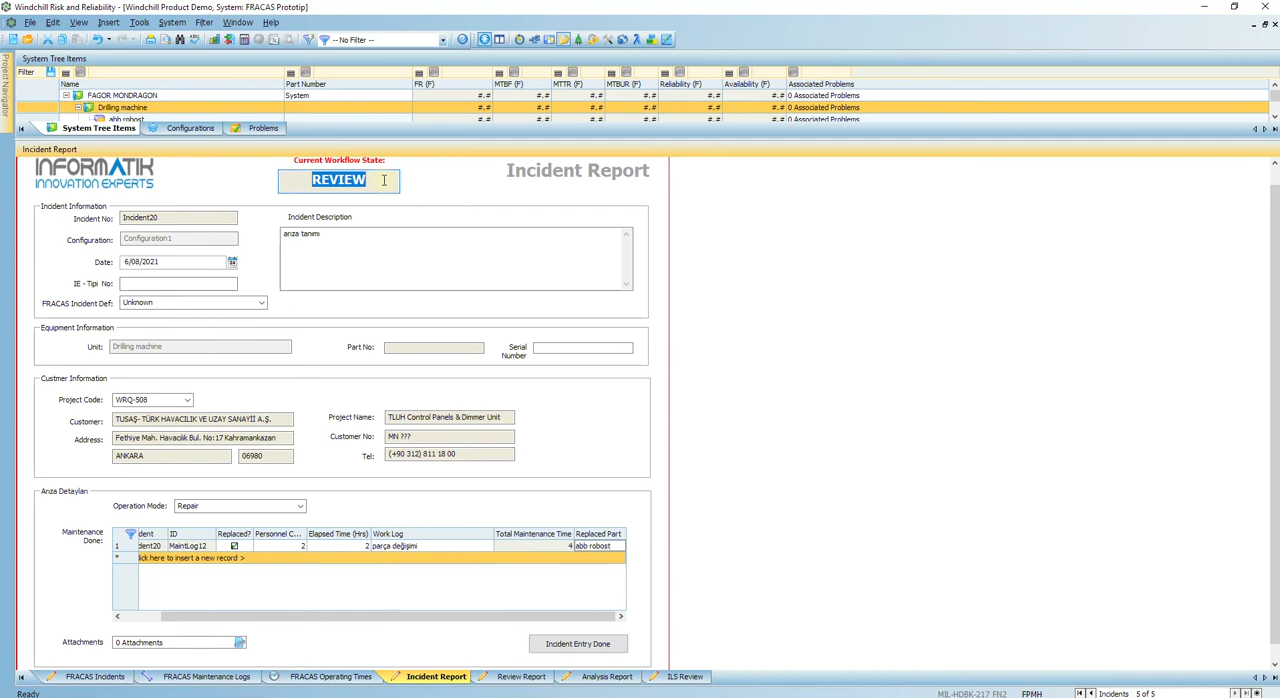 Windchill Risk and Reliability - [Windchill Product Demo, System: FRACAS Prototip]
File Edit View Insert Tools System Filter Window Help
-- No Filter --
System Tree Items
Filter
Name Part Number FR (F) MTBF (F) MTTR (F) MTBUR (F) Reliability (F) Availability (F) Associated Problems
FAGOR MONDRAGON System #.# #.# #.# #.# #.# #.# 0 Associated Problems
Drilling machine #.# #.# #.# #.# #.# #.# 0 Associated Problems
abb robost #.# #.# #.# #.# #.# #.# 0 Associated Problems
System Tree Items Configurations Problems
Project Navigator
Incident Report
INFORMATIK
INNOVATION EXPERTS
Current Workflow State:
REVIEW
Incident Report
Incident Information
Incident No: Incident20
Configuration: Configuration1
Date: 6/08/2021
IE - Tipi No:
FRACAS Incident Def: Unknown
Incident Description
arıza tanımı
Equipment Information
Unit: Drilling machine
Part No:
Serial Number
Custmer Information
Project Code: WRQ-508
Customer: TUSAŞ- TÜRK HAVACILIK VE UZAY SANAYİİ A.Ş.
Address: Fethiye Mah. Havacılık Bul. No:17 Kahramankazan
ANKARA 06980
Project Name: TLUH Control Panels & Dimmer Unit
Customer No: MN ???
Tel: (+90 312) 811 18 00
Arıza Detayları
Operation Mode: Repair
Maintenance Done:
dent ID Replaced? Personnel C... Elapsed Time (Hrs) Work Log Total Maintenance Time Replaced Part
1 dent20 MaintLog12 2 2 parça değişimi 4 abb robost
* lick here to insert a new record >
Attachments 0 Attachments
Incident Entry Done
FRACAS Incidents FRACAS Maintenance Logs FRACAS Operating Times Incident Report Review Report Analysis Report ILS Review
Ready MIL-HDBK-217 FN2 FPMH Incidents 5 of 5